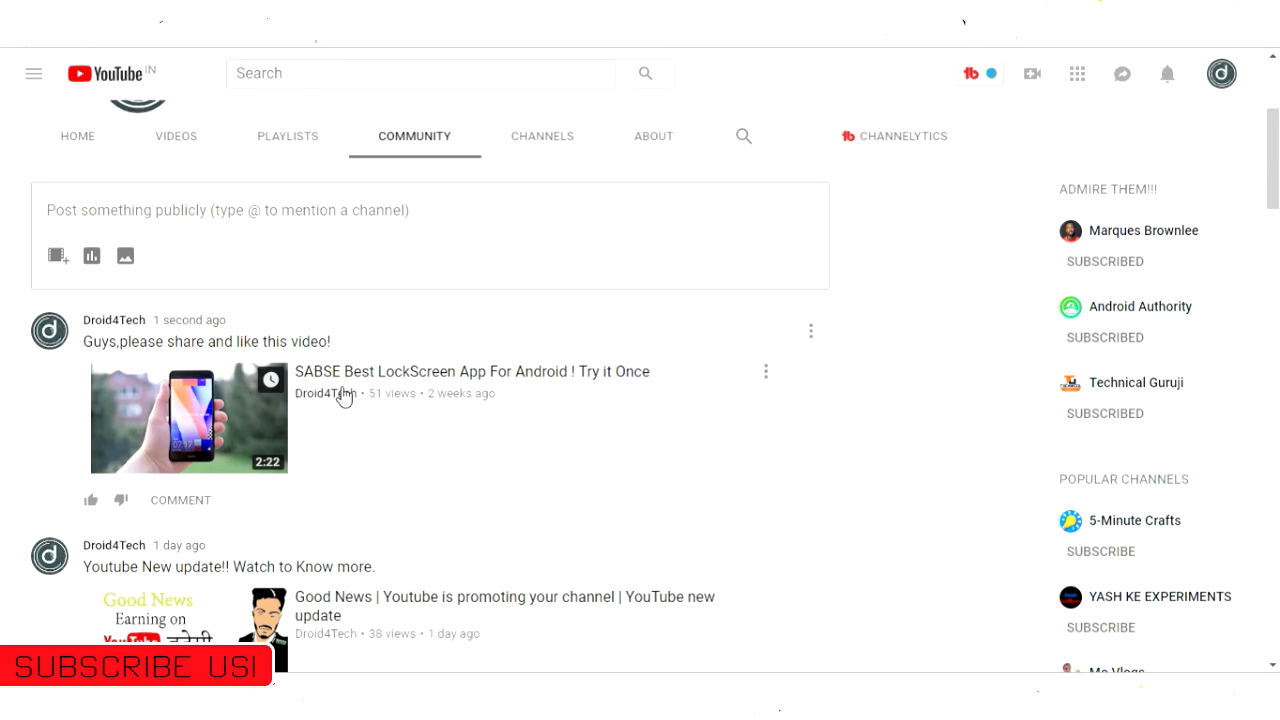 YouTube IN
Search
HOME VIDEOS PLAYLISTS COMMUNITY CHANNELS ABOUT CHANNELYTICS
Post something publicly (type @ to mention a channel)
Droid4Tech 1 second ago
Guys,please share and like this video!
SABSE Best LockScreen App For Android ! Try it Once
Droid4Tech • 51 views • 2 weeks ago
2:22
COMMENT
Droid4Tech 1 day ago
Youtube New update!! Watch to Know more.
Good News
Earning on
YouTube
Good News | Youtube is promoting your channel | YouTube new
update
Droid4Tech • 38 views • 1 day ago
SUBSCRIBE US!
ADMIRE THEM!!!
Marques Brownlee
SUBSCRIBED
Android Authority
SUBSCRIBED
Technical Guruji
SUBSCRIBED
POPULAR CHANNELS
5-Minute Crafts
SUBSCRIBE
YASH KE EXPERIMENTS
SUBSCRIBE
Mo Vlogs